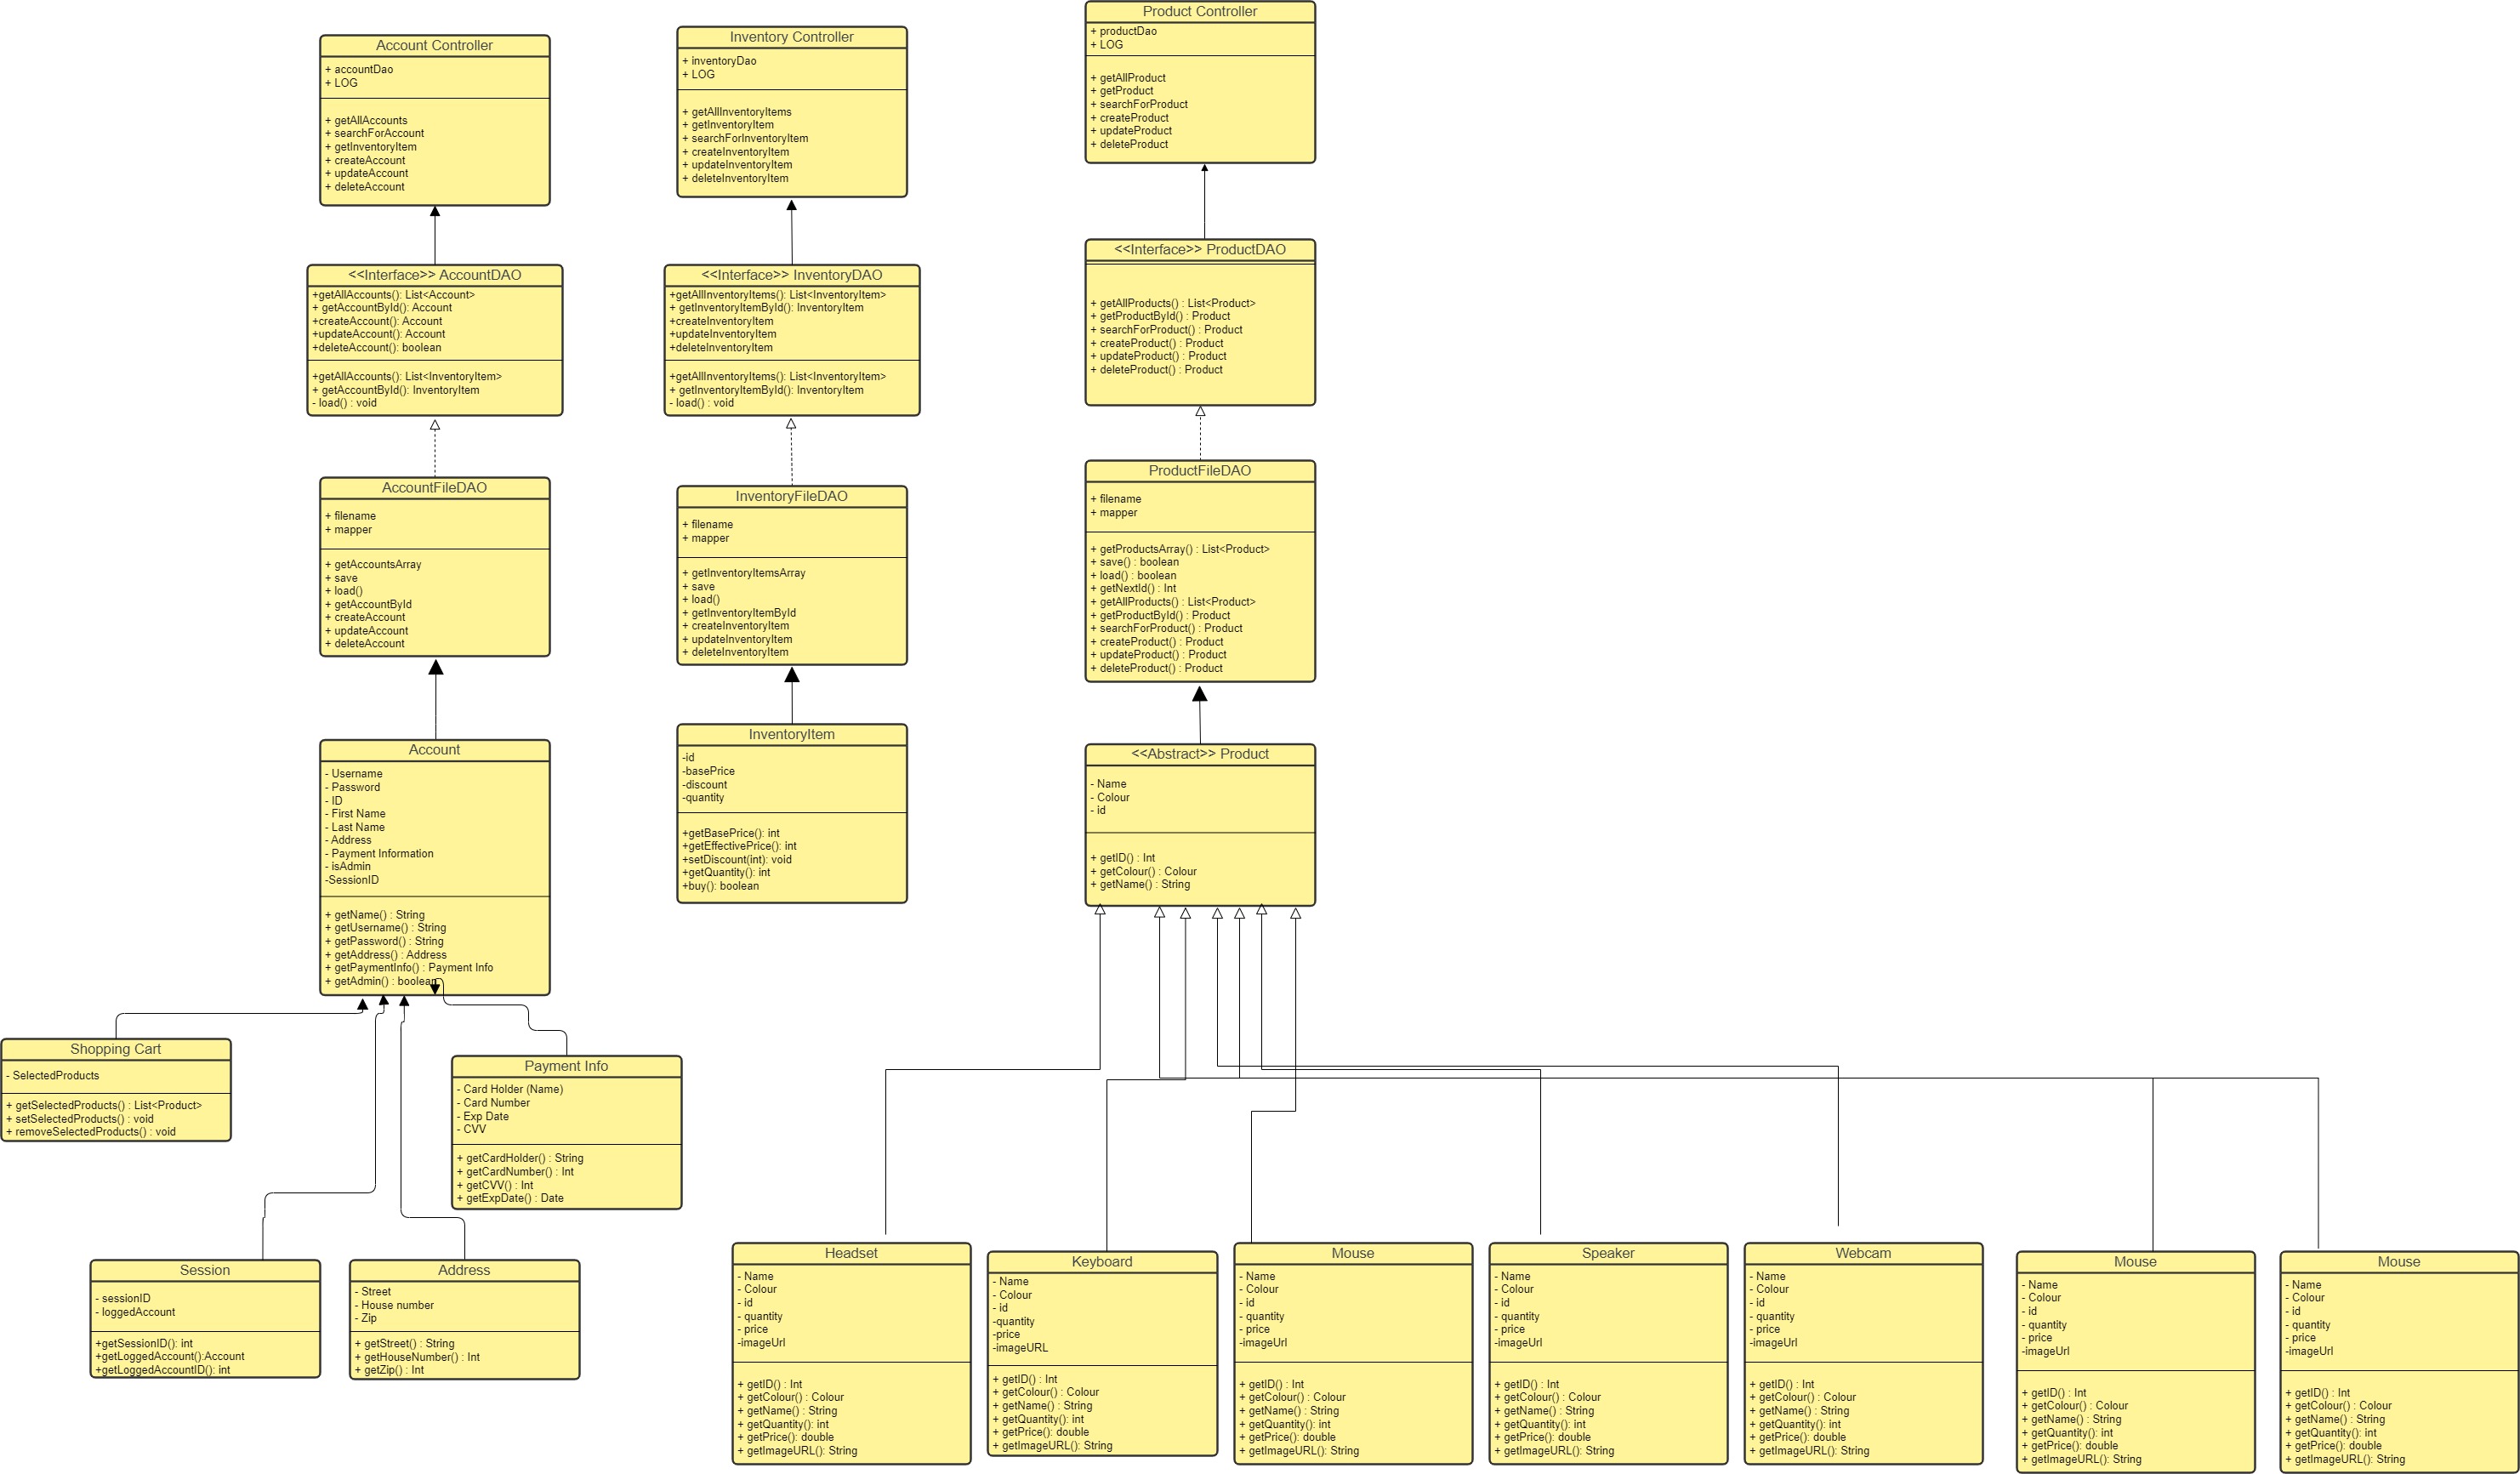 Account Controller
+ accountDao
+ LOG
+ getAllAccounts
+ searchForAccount
+ getInventoryItem
+ createAccount
+ updateAccount
+ deleteAccount
<<Interface>> AccountDAO
+getAllAccounts(): List<Account>
+ getAccountById(): Account
+createAccount(): Account
+updateAccount(): Account
+deleteAccount(): boolean
+getAllAccounts(): List<InventoryItem>
+ getAccountById(): InventoryItem
- load() : void
AccountFileDAO
+ filename
+ mapper
+ getAccountsArray
+ save
+ load()
+ getAccountById
+ createAccount
+ updateAccount
+ deleteAccount
Account
- Username
- Password
- ID
- First Name
- Last Name
- Address
- Payment Information
- isAdmin
-SessionID
+ getName() : String
+ getUsername() : String
+ getPassword() : String
+ getAddress() : Address
+ getPaymentInfo() : Payment Info
+ getAdmin() : boolean
Shopping Cart
- SelectedProducts
+ getSelectedProducts() : List<Product>
+ setSelectedProducts() : void
+ removeSelectedProducts() : void
Payment Info
- Card Holder (Name)
- Card Number
- Exp Date
- CVV
+ getCardHolder() : String
+ getCardNumber() : Int
+ getCVV() : Int
+ getExpDate() : Date
Session
- sessionID
- loggedAccount
+getSessionID(): int
+getLoggedAccount():Account
+getLoggedAccountID(): int
Address
- Street
- House number
- Zip
+ getStreet() : String
+ getHouseNumber() : Int
+ getZip() : Int
Inventory Controller
+ inventoryDao
+ LOG
+ getAllInventoryItems
+ getInventoryItem
+ searchForInventoryItem
+ createInventoryItem
+ updateInventoryItem
+ deleteInventoryItem
<<Interface>> InventoryDAO
+getAllInventoryItems(): List<InventoryItem>
+ getInventoryItemById(): InventoryItem
+createInventoryItem
+updateInventoryItem
+deleteInventoryItem
+getAllInventoryItems(): List<InventoryItem>
+ getInventoryItemById(): InventoryItem
- load() : void
InventoryFileDAO
+ filename
+ mapper
+ getInventoryItemsArray
+ save
+ load()
+ getInventoryItemById
+ createInventoryItem
+ updateInventoryItem
+ deleteInventoryItem
InventoryItem
-id
-basePrice
-discount
-quantity
+getBasePrice(): int
+getEffectivePrice(): int
+setDiscount(int): void
+getQuantity(): int
+buy(): boolean
Product Controller
+ productDao
+ LOG
+ getAllProduct
+ getProduct
+ searchForProduct
+ createProduct
+ updateProduct
+ deleteProduct
<<Interface>> ProductDAO
+ getAllProducts() : List<Product>
+ getProductById() : Product
+ searchForProduct() : Product
+ createProduct() : Product
+ updateProduct() : Product
+ deleteProduct() : Product
ProductFileDAO
+ filename
+ mapper
+ getProductsArray() : List<Product>
+ save() : boolean
+ load() : boolean
+ getNextId() : Int
+ getAllProducts() : List<Product>
+ getProductById() : Product
+ searchForProduct() : Product
+ createProduct() : Product
+ updateProduct() : Product
+ deleteProduct() : Product
<<Abstract>> Product
- Name
- Colour
- id
+ getID() : Int
+ getColour() : Colour
+ getName() : String
Headset
- Name
- Colour
- id
- quantity
- price
-imageUrl
+ getID() : Int
+ getColour() : Colour
+ getName() : String
+ getQuantity(): int
+ getPrice(): double
+ getImageURL(): String
Keyboard
- Name
- Colour
- id
-quantity
-price
-imageURL
+ getID() : Int
+ getColour() : Colour
+ getName() : String
+ getQuantity(): int
+ getPrice(): double
+ getImageURL(): String
Mouse
- Name
- Colour
- id
- quantity
- price
-imageUrl
+ getID() : Int
+ getColour() : Colour
+ getName() : String
+ getQuantity(): int
+ getPrice(): double
+ getImageURL(): String
Speaker
- Name
- Colour
- id
- quantity
- price
-imageUrl
+ getID() : Int
+ getColour() : Colour
+ getName() : String
+ getQuantity(): int
+ getPrice(): double
+ getImageURL(): String
Webcam
- Name
- Colour
- id
- quantity
- price
-imageUrl
+ getID() : Int
+ getColour() : Colour
+ getName() : String
+ getQuantity(): int
+ getPrice(): double
+ getImageURL(): String
Mouse
- Name
- Colour
- id
- quantity
- price
-imageUrl
+ getID() : Int
+ getColour() : Colour
+ getName() : String
+ getQuantity(): int
+ getPrice(): double
+ getImageURL(): String
Mouse
- Name
- Colour
- id
- quantity
- price
-imageUrl
+ getID() : Int
+ getColour() : Colour
+ getName() : String
+ getQuantity(): int
+ getPrice(): double
+ getImageURL(): String